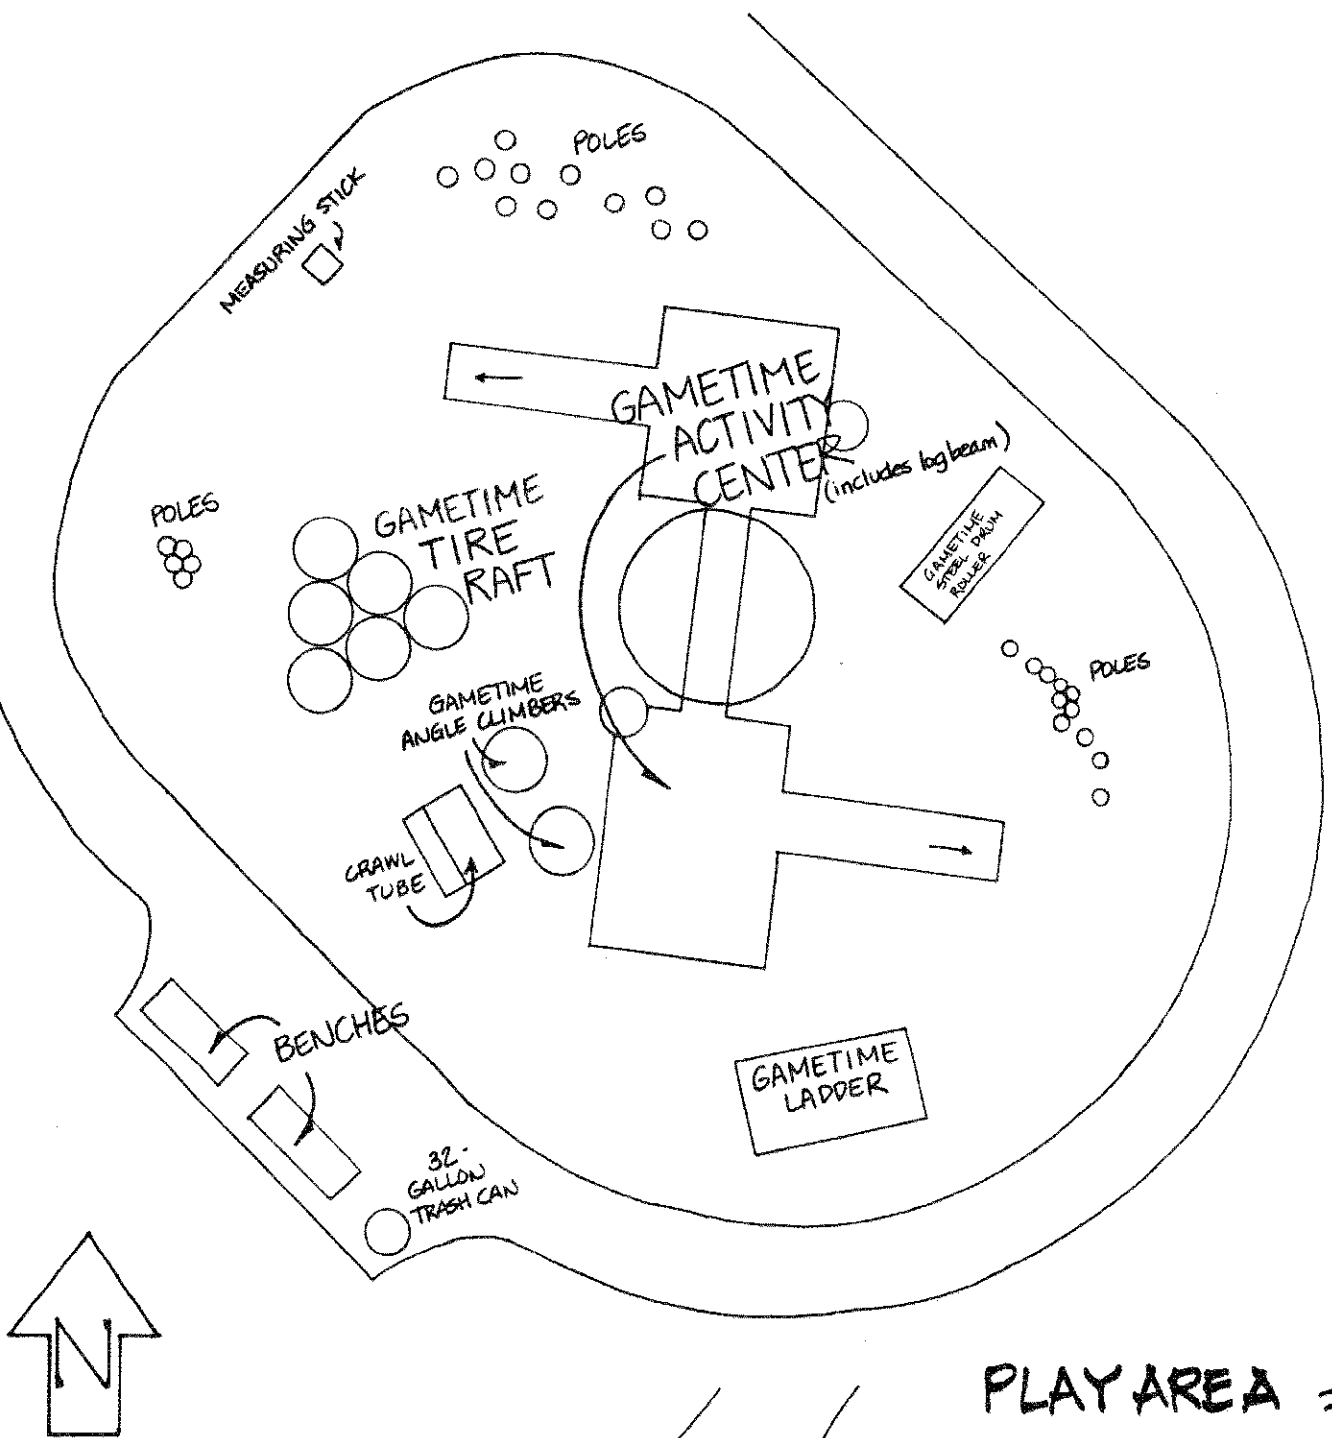 POLES
MEASURING STICK
GAMETIME
ACTIVITY
CENTER
(includes log beam)
POLES
GAMETIME
TIRE
RAFT
GAMETIME
STEEL DRUM
ROLLER
POLES
GAMETIME
ANGLE CLIMBERS
CRAWL
TUBE
BENCHES
GAMETIME
LADDER
32-
GALLON
TRASH CAN
N
PLAY AREA